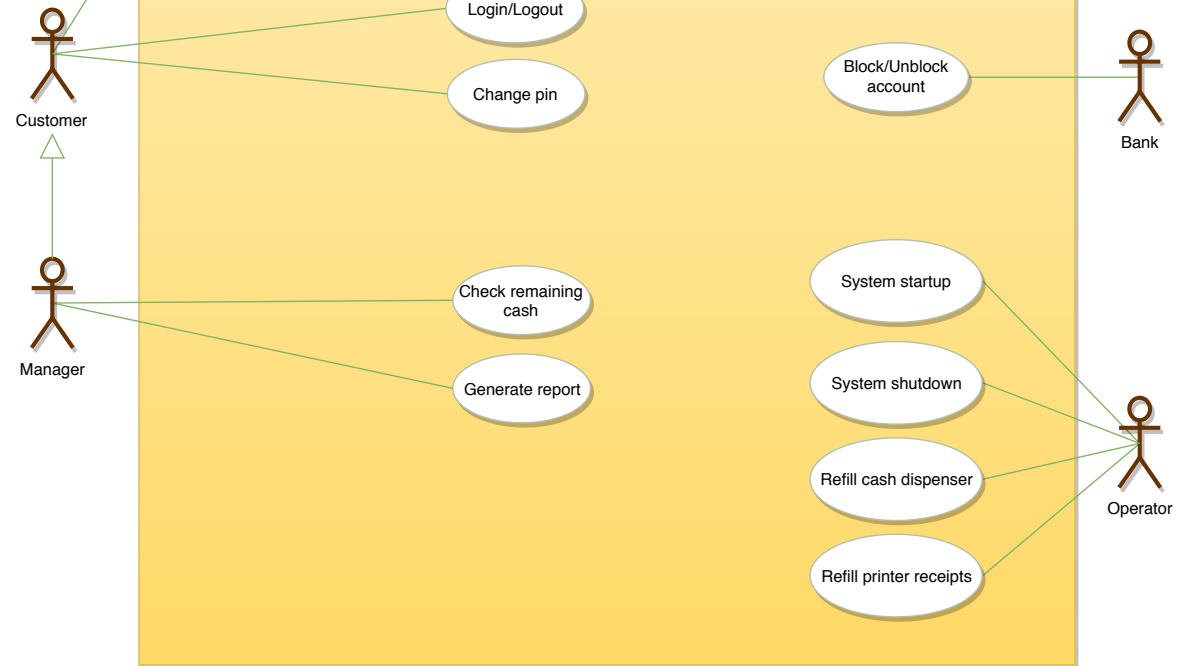 Login/Logout
Change pin
Customer
Block/Unblock
account
Bank
Check remaining
cash
Generate report
Manager
System startup
System shutdown
Refill cash dispenser
Refill printer receipts
Operator